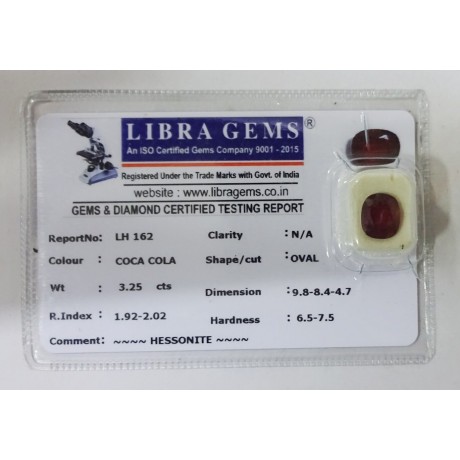 LIBRA GEMS ®
An ISO Certified Gems Company 9001 - 2015
Registered Under the Trade Marks with Govt. of India
website : www.libragems.co.in
GEMS & DIAMOND CERTIFIED TESTING REPORT
ReportNo: LH 162 Clarity : N/A
Colour : COCA COLA Shape/cut :OVAL
Wt : 3.25 cts Dimension :9.8-8.4-4.7
R.Index : 1.92-2.02 Hardness : 6.5-7.5
Comment: ~~~~ HESSONITE ~~~~